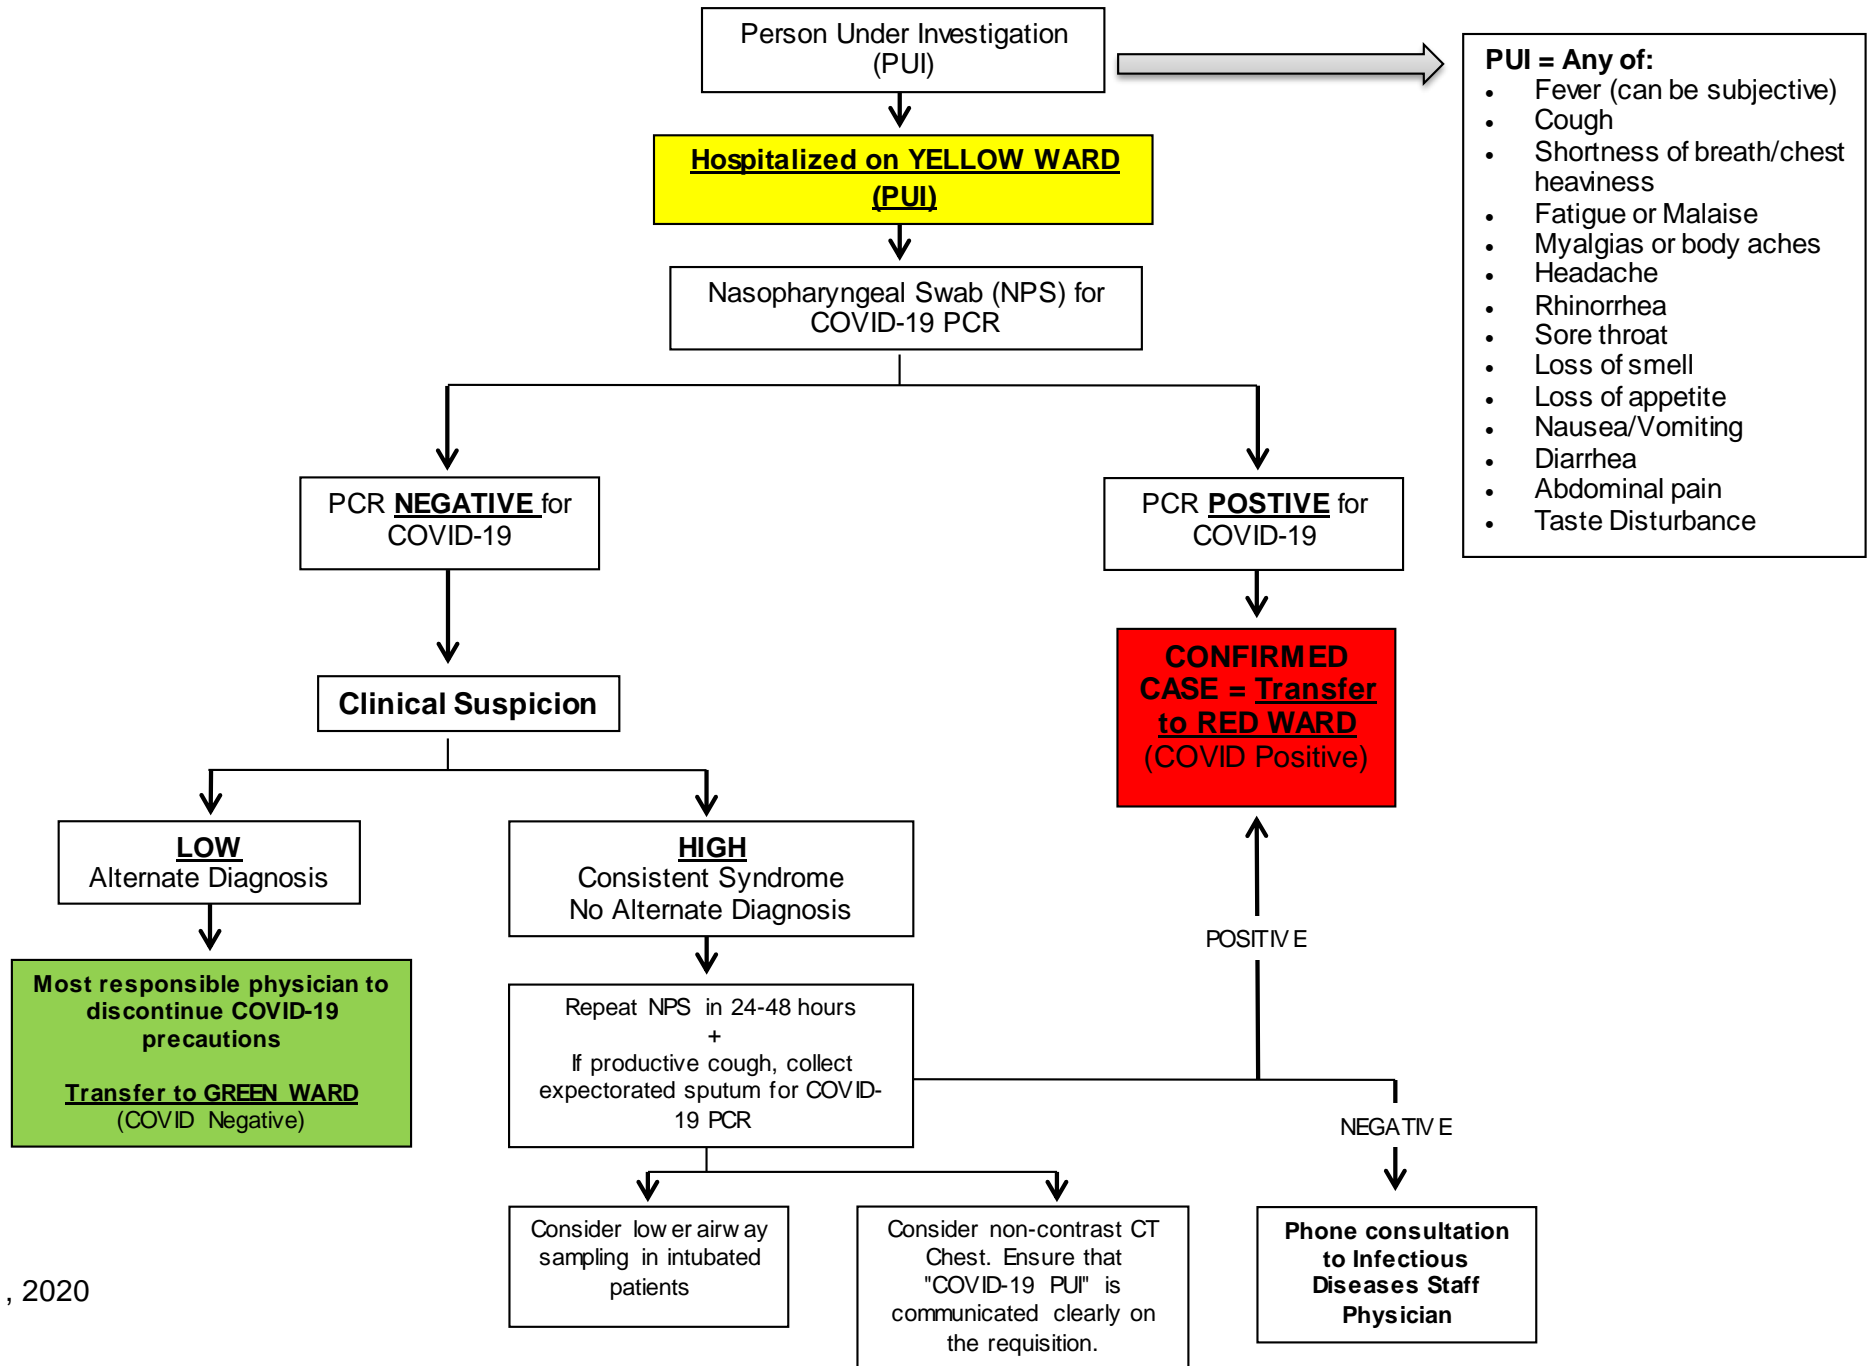 Person Under Investigation
(PUI)
PUI = Any of:
• Fever (can be subjective)
• Cough
• Shortness of breath/chest
heaviness
• Fatigue or Malaise
• Myalgias or body aches
• Headache
• Rhinorrhea
• Sore throat
• Loss of smell
• Loss of appetite
• Nausea/Vomiting
• Diarrhea
• Abdominal pain
• Taste Disturbance
Hospitalized on YELLOW WARD
(PUI)
Nasopharyngeal Swab (NPS) for
COVID-19 PCR
PCR NEGATIVE for
COVID-19
PCR POSTIVE for
COVID-19
Clinical Suspicion
CONFIRMED
CASE = Transfer
to RED WARD
(COVID Positive)
LOW
Alternate Diagnosis
HIGH
Consistent Syndrome
No Alternate Diagnosis
Most responsible physician to
discontinue COVID-19
precautions
Transfer to GREEN WARD
(COVID Negative)
Repeat NPS in 24-48 hours
+
If productive cough, collect
expectorated sputum for COVID-
19 PCR
POSITIVE
NEGATIVE
Consider lower airway
sampling in intubated
patients
Consider non-contrast CT
Chest. Ensure that
"COVID-19 PUI" is
communicated clearly on
the requisition.
Phone consultation
to Infectious
Diseases Staff
Physician
, 2020